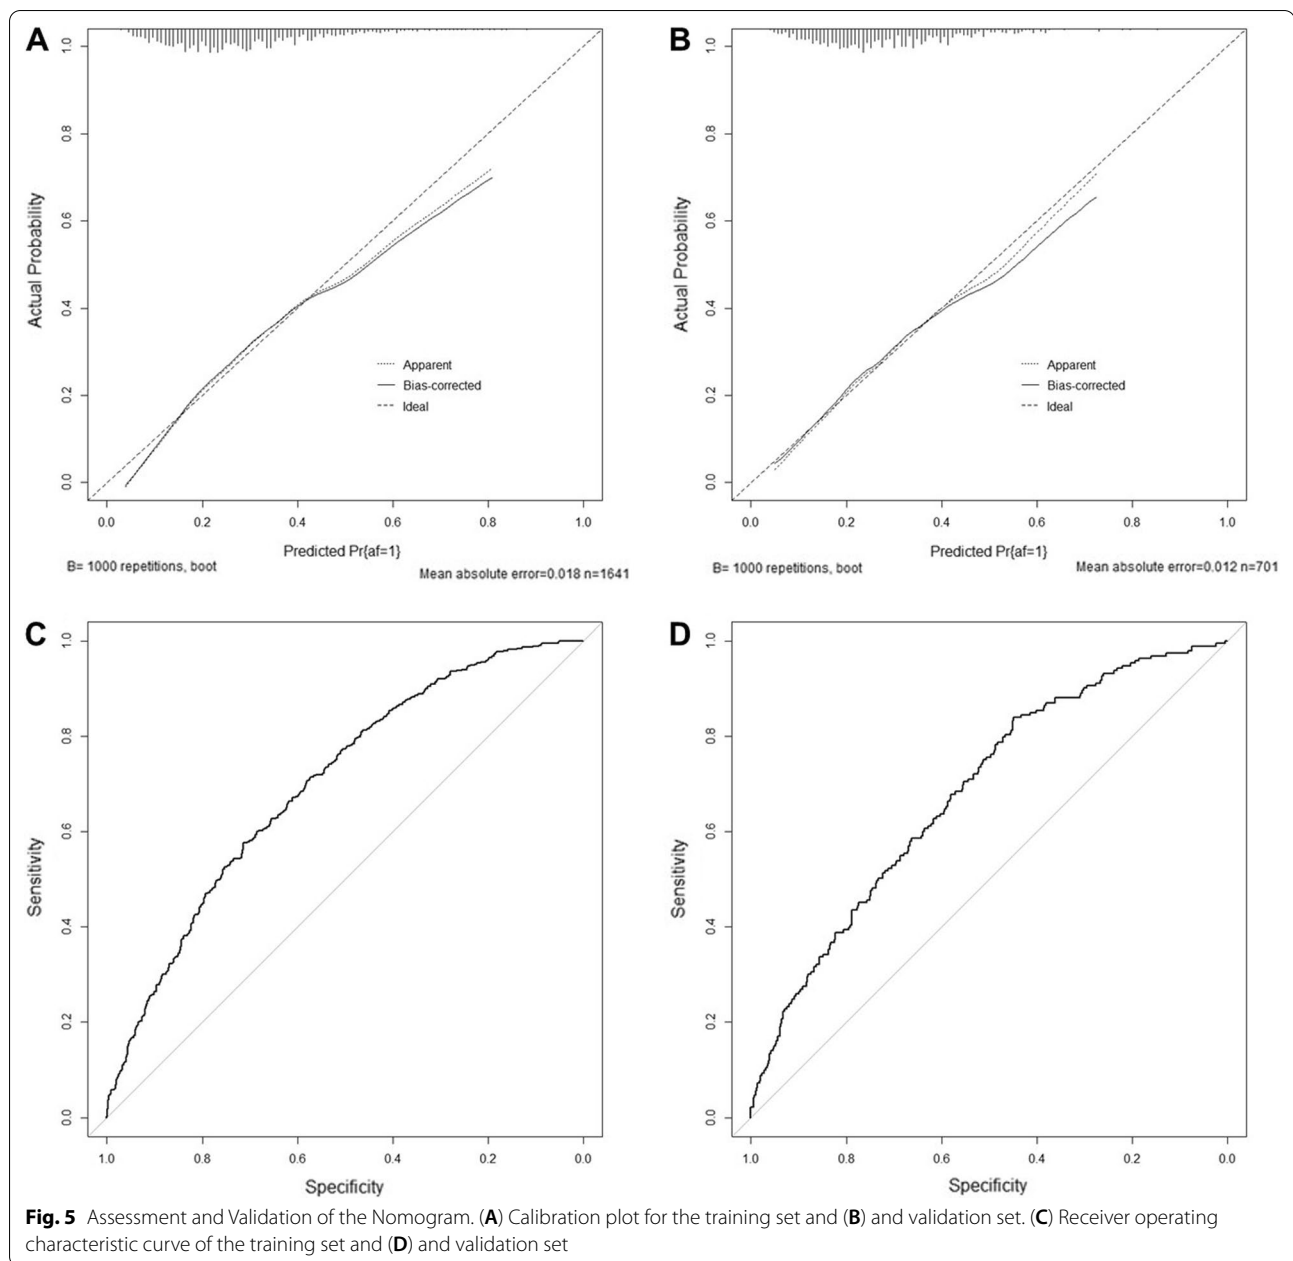 A
1.0
0.8
0.6
0.4
0.2
0.0
Actual Probability
Apparent
Bias-corrected
Ideal
0.0 0.2 0.4 0.6 0.8 1.0
Predicted Pr{af=1}
B= 1000 repetitions, boot
Mean absolute error=0.018 n=1641
B
1.0
0.8
0.6
0.4
0.2
0.0
Actual Probability
Apparent
Bias-corrected
Ideal
0.0 0.2 0.4 0.6 0.8 1.0
Predicted Pr{af=1}
B= 1000 repetitions, boot
Mean absolute error=0.012 n=701
C
1.0
0.8
0.6
0.4
0.2
0.0
Sensitivity
1.0 0.8 0.6 0.4 0.2 0.0
Specificity
D
1.0
0.8
0.6
0.4
0.2
0.0
Sensitivity
1.0 0.8 0.6 0.4 0.2 0.0
Specificity
Fig. 5 Assessment and Validation of the Nomogram. (A) Calibration plot for the training set and (B) and validation set. (C) Receiver operating
characteristic curve of the training set and (D) and validation set